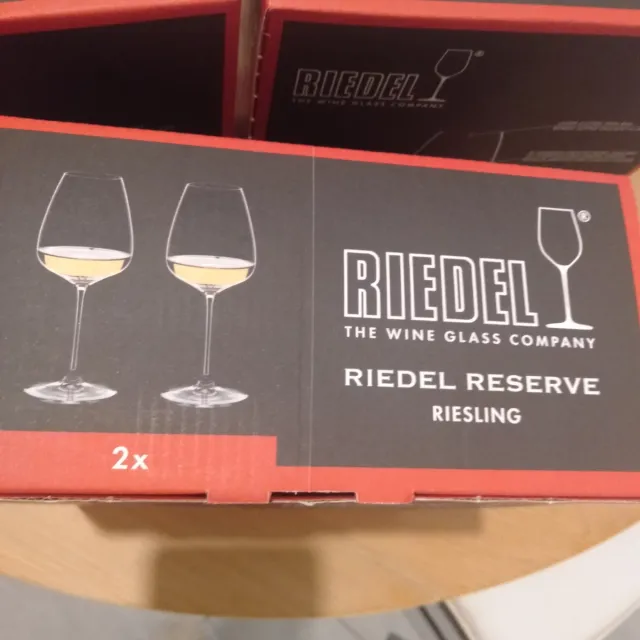 RIEDEL®
THE WINE GLASS COMPANY
RIEDEL®
THE WINE GLASS COMPANY
RIEDEL RESERVE
RIESLING
2x